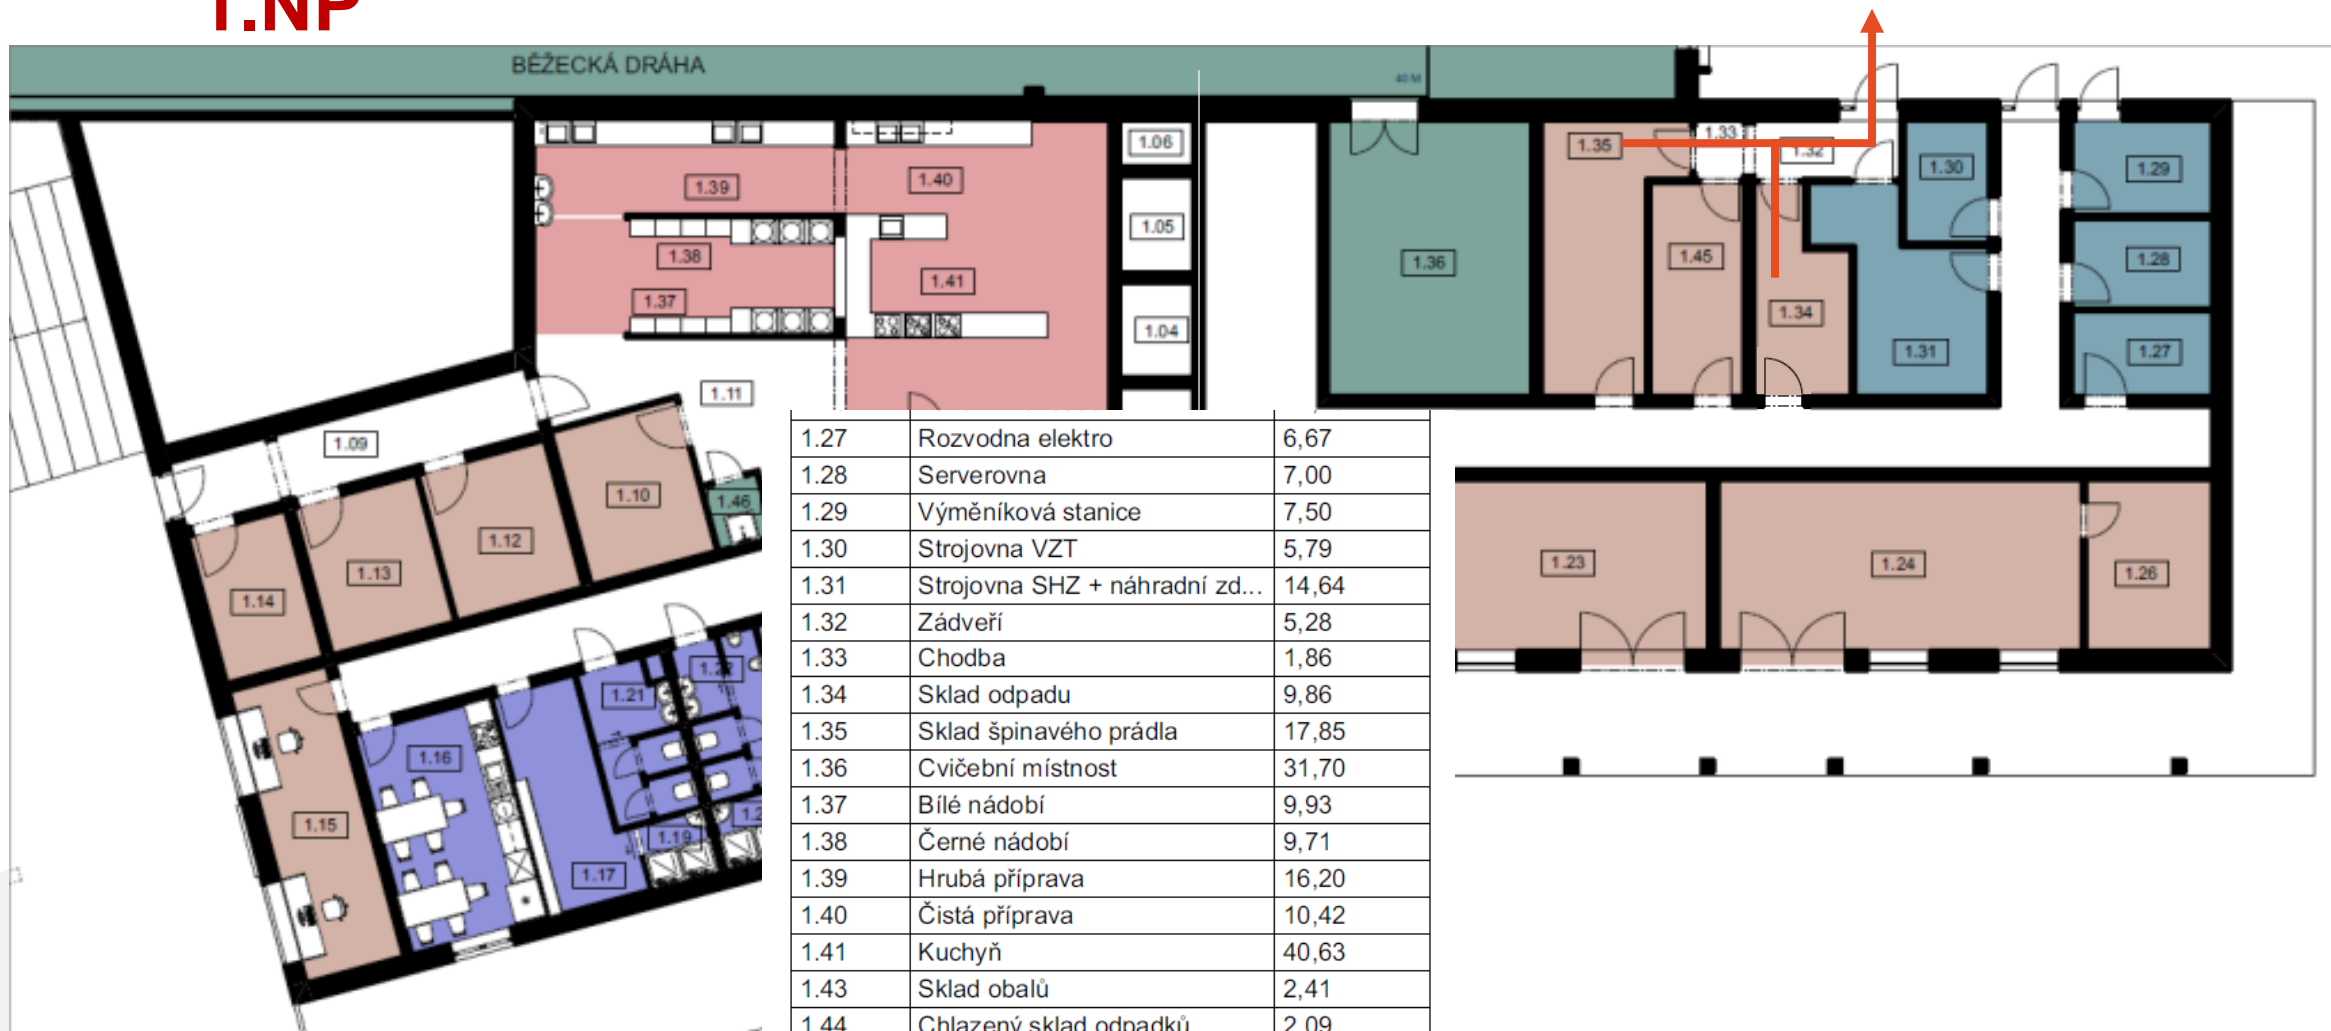 1.NP
BĚŽECKÁ DRÁHA
40 M
1.33
1.32
1.06
1.35
1.30
1.29
1.39
1.40
1.05
1.38
1.45
1.36
1.28
1.41
1.37
1.34
1.04
1.31
1.27
1.11
1.09
1.10
1.46
1.12
1.13
1.14
1.23
1.24
1.26
1.21
1.16
1.15
1.19
1.17
1.27 Rozvodna elektro 6,67
1.28 Serverovna 7,00
1.29 Výměníková stanice 7,50
1.30 Strojovna VZT 5,79
1.31 Strojovna SHZ + náhradní zd... 14,64
1.32 Zádveří 5,28
1.33 Chodba 1,86
1.34 Sklad odpadu 9,86
1.35 Sklad špinavého prádla 17,85
1.36 Cvičební místnost 31,70
1.37 Bílé nádobí 9,93
1.38 Černé nádobí 9,71
1.39 Hrubá příprava 16,20
1.40 Čistá příprava 10,42
1.41 Kuchyň 40,63
1.43 Sklad obalů 2,41
1.44 Chlazený sklad odpadků 2,09